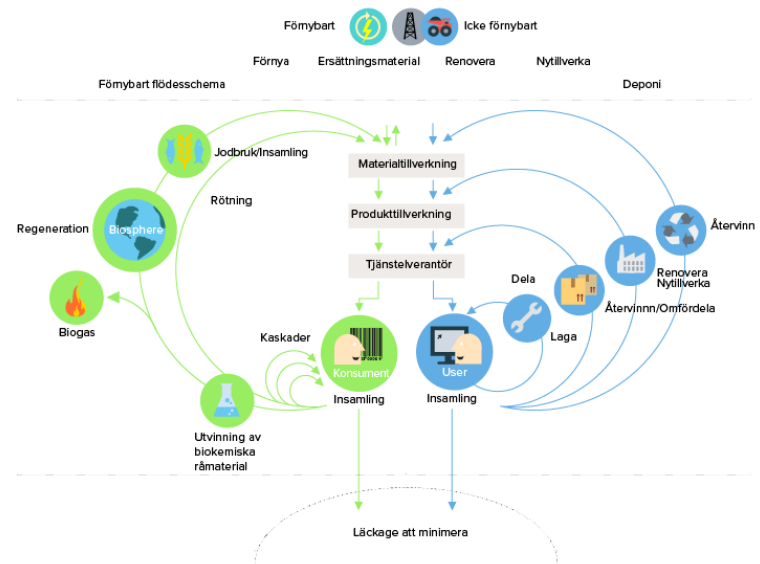 Förnybart
Icke förnybart
Förnya
Ersättningsmaterial
Renovera
Nytillverka
Förnybart flödesschema
Deponi
Jodbruk/Insamling
Materialtillverkning
Rötning
Produkttillverkning
Regeneration
Biosphere
Återvinn
Tjänstelverantör
Renovera
Nytillverka
Dela
Återvinnn/Omfördela
Biogas
Kaskader
Laga
Konsument
User
Insamling
Insamling
Utvinning av
biokemiska
råmaterial
Läckage att minimera